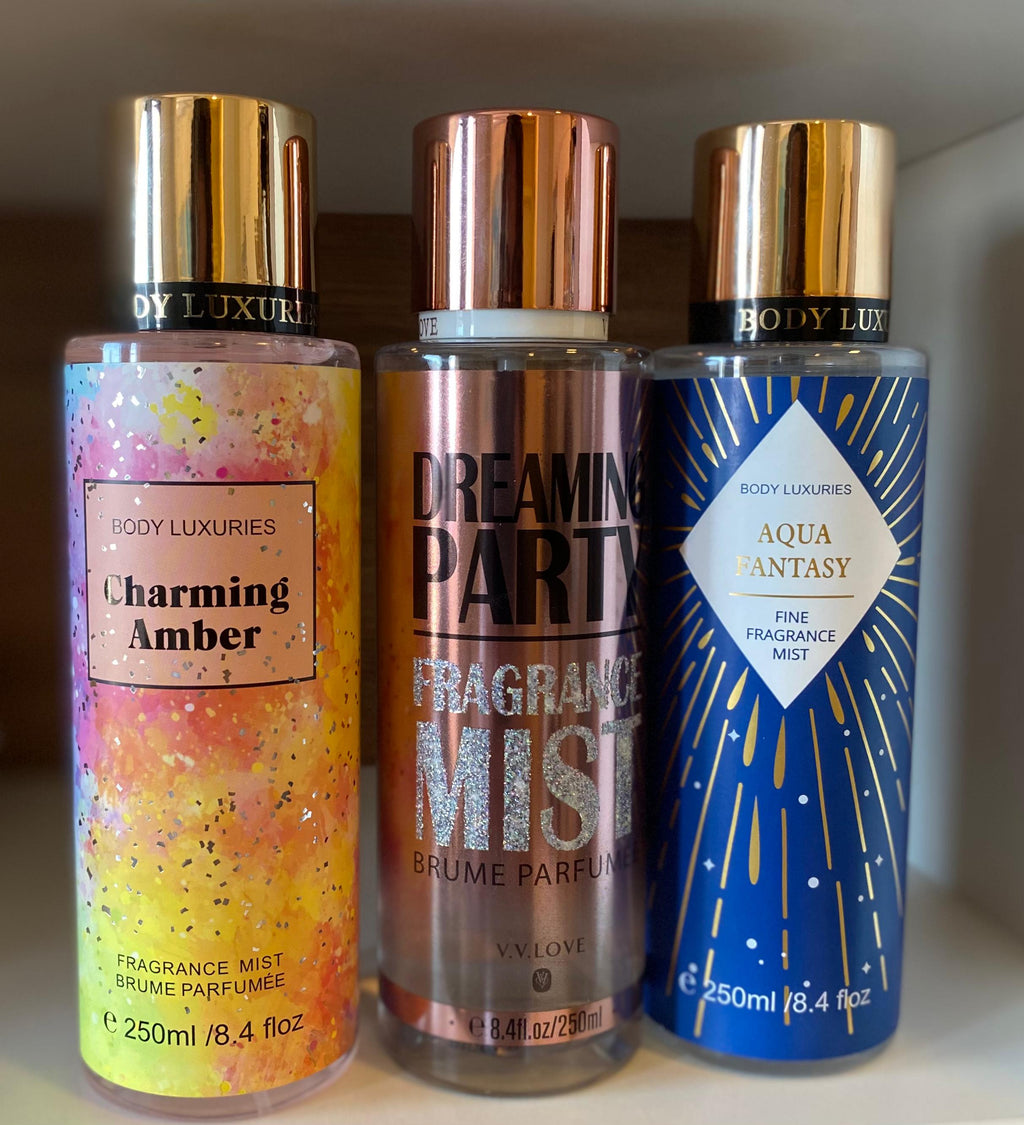 BODY LUXURIES
Charming
Amber
FRAGRANCE MIST
BRUME PARFUMÉE
e 250ml /8.4 floz
DREAMING
PARTY
FRAGRANCE
MIST
BRUME PARFUMÉE
V.V.LOVE
e 8.4fl.oz/250ml
BODY LUX
BODY LUXURIES
AQUA
FANTASY
FINE
FRAGRANCE
MIST
e 250ml /8.4 floz